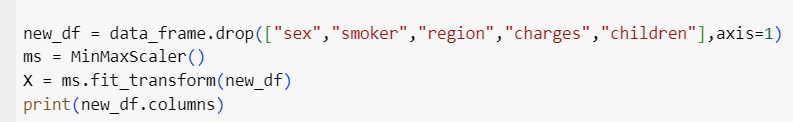 new_df = data_frame.drop(["sex","smoker","region","charges","children"],axis=1)
ms = MinMaxScaler()
X = ms.fit_transform(new_df)
print(new_df.columns)